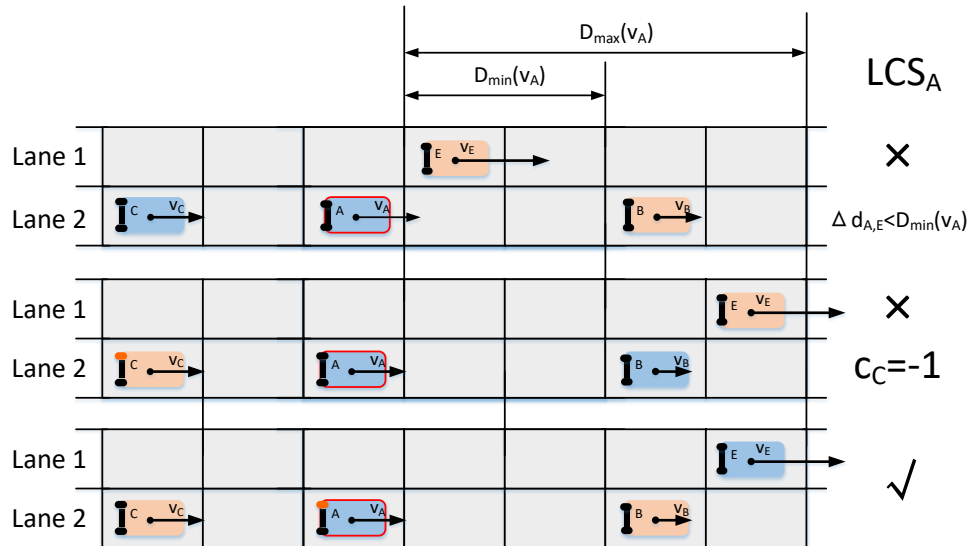 Dmax(vA)
Dmin(vA)
LCSA
Lane 1 E vE ×
Lane 2 C vC A vA B vB Δ dA,E<Dmin(vA)
Lane 1 E vE ×
Lane 2 C vC A vA B vB cC=-1
Lane 1 E vE √
Lane 2 C vC A vA B vB